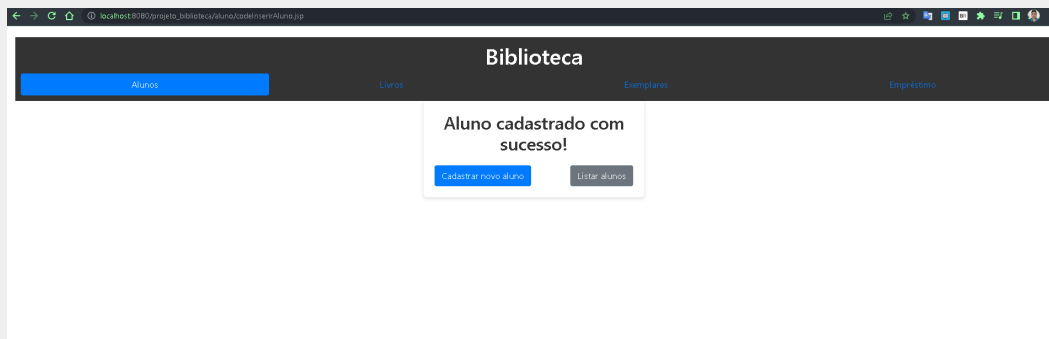 localhost:8080/projeto_biblioteca/aluno/codeInserirAluno.jsp
Biblioteca
Alunos Livros Exemplares Empréstimo
Aluno cadastrado com
sucesso!
Cadastrar novo aluno Listar alunos